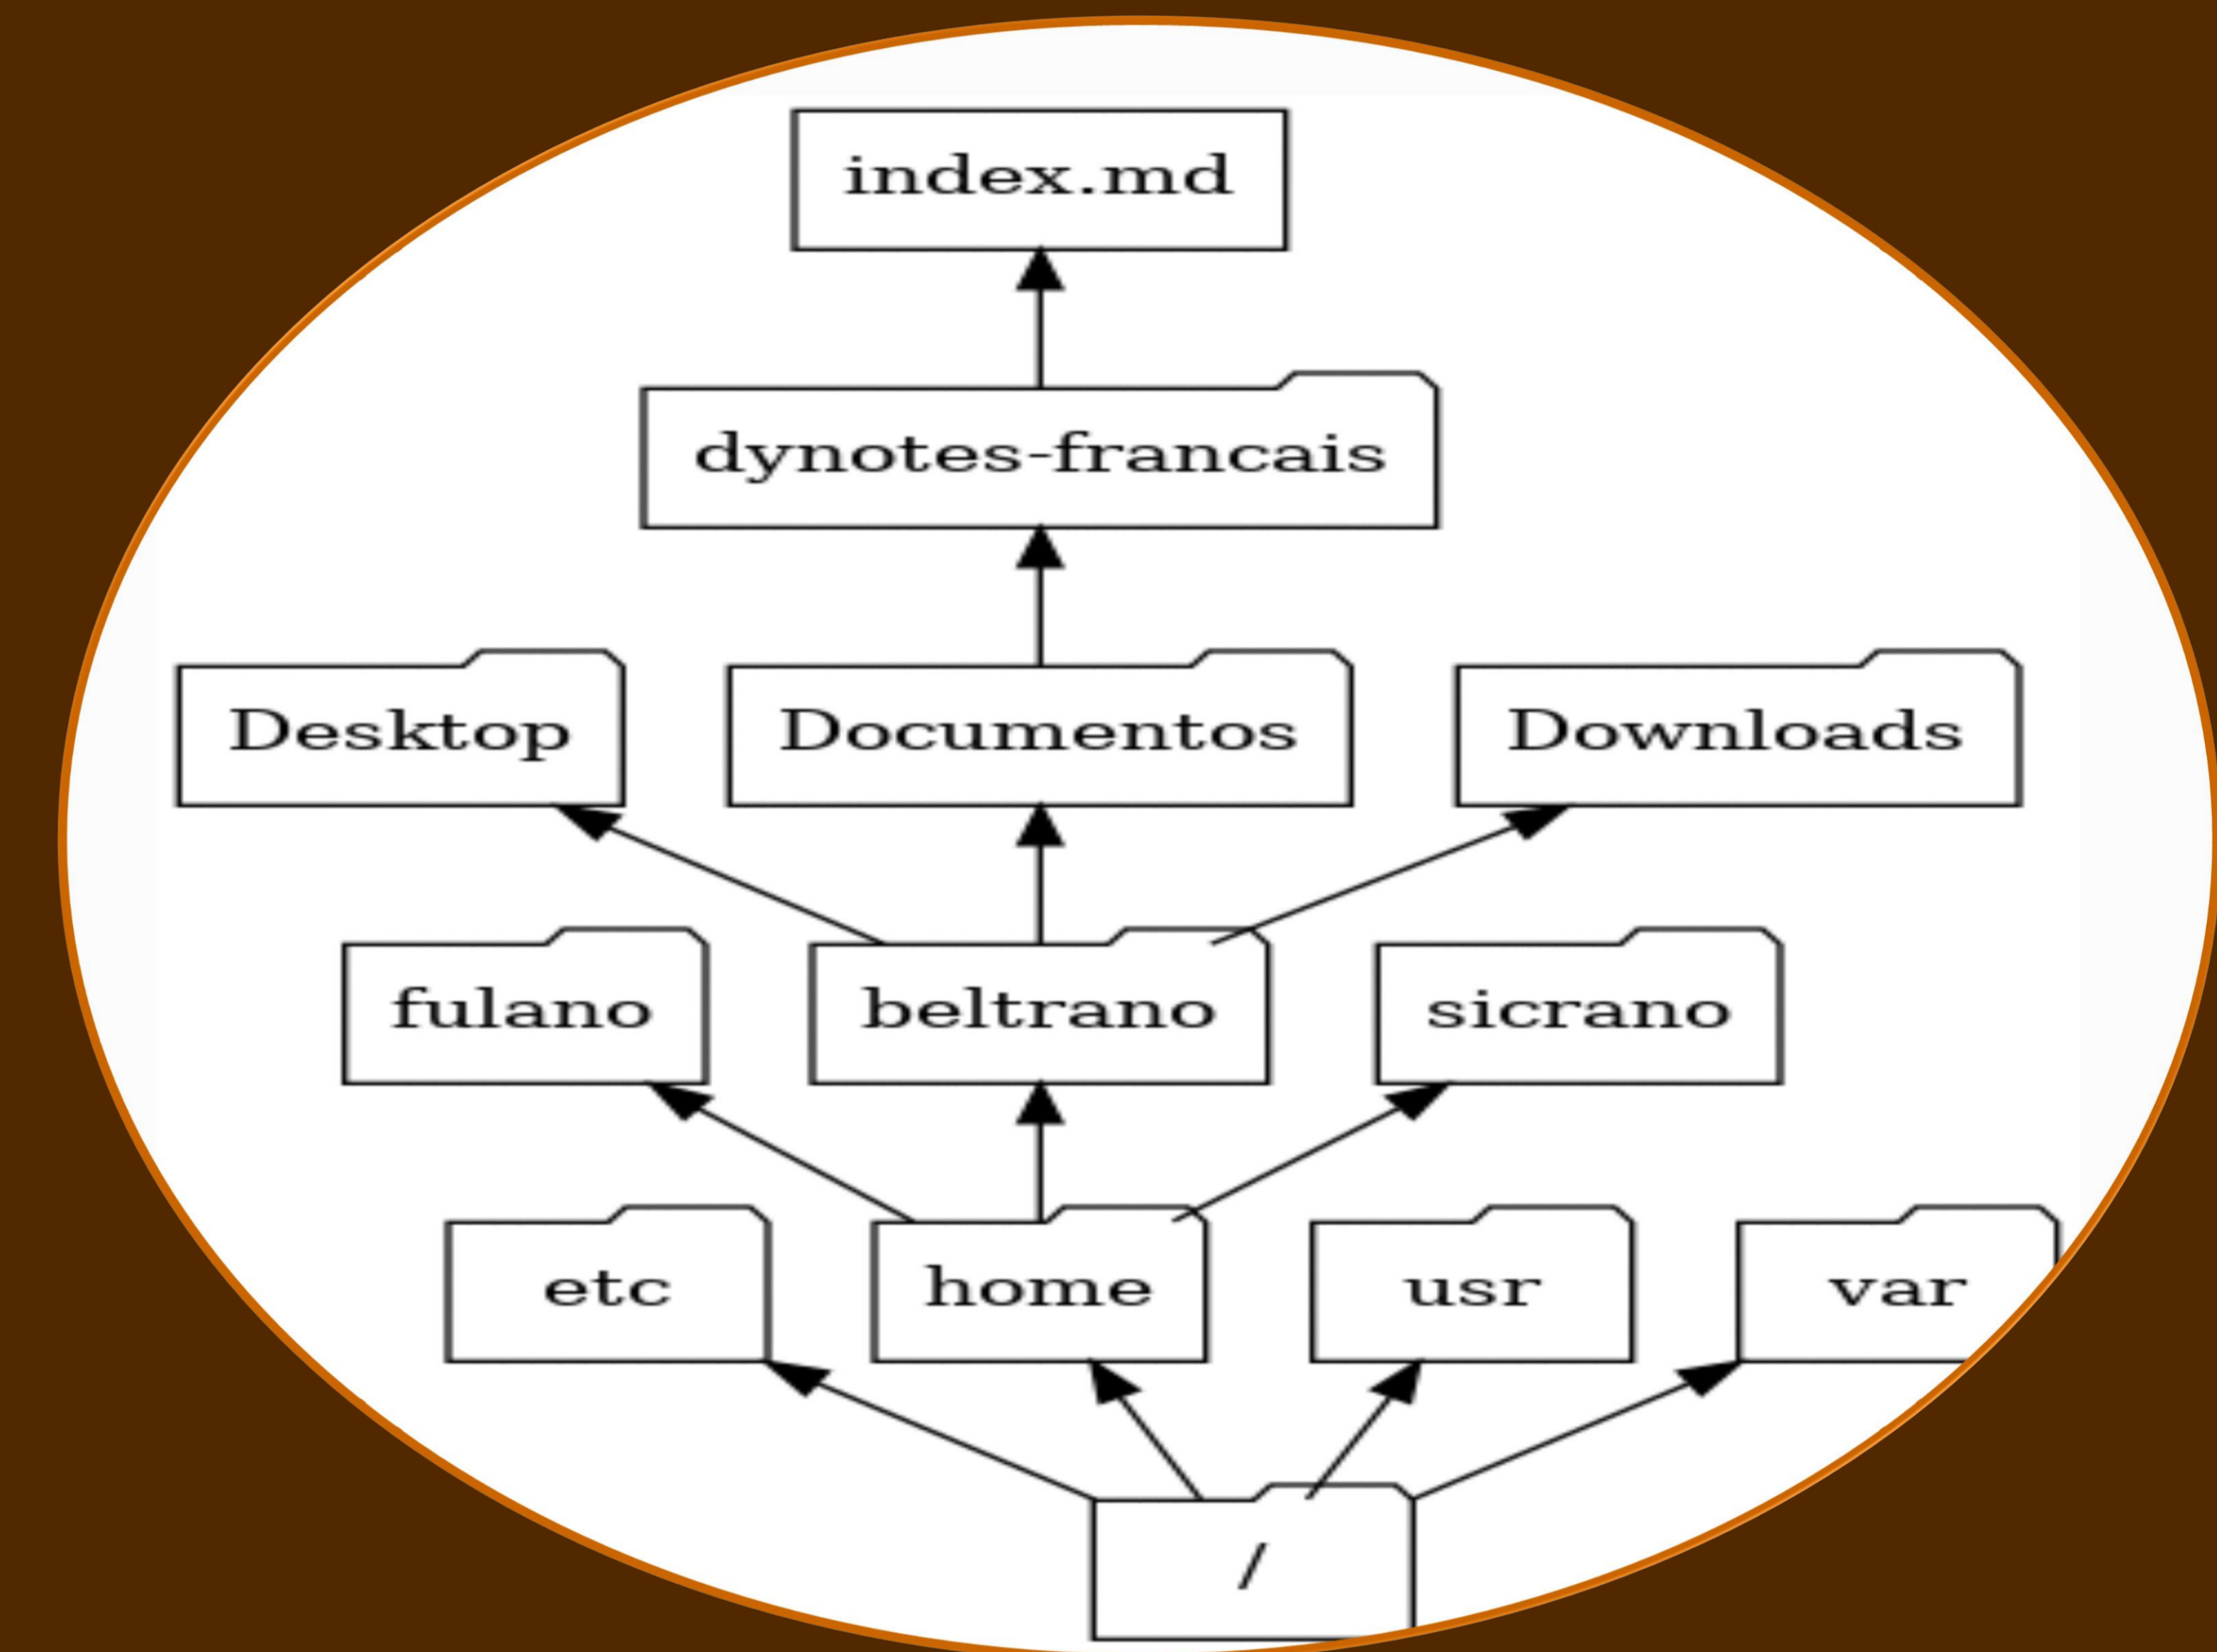 index.md
dynotes-francais
Desktop Documentos Downloads
fulano beltrano sicrano
etc home usr var
/